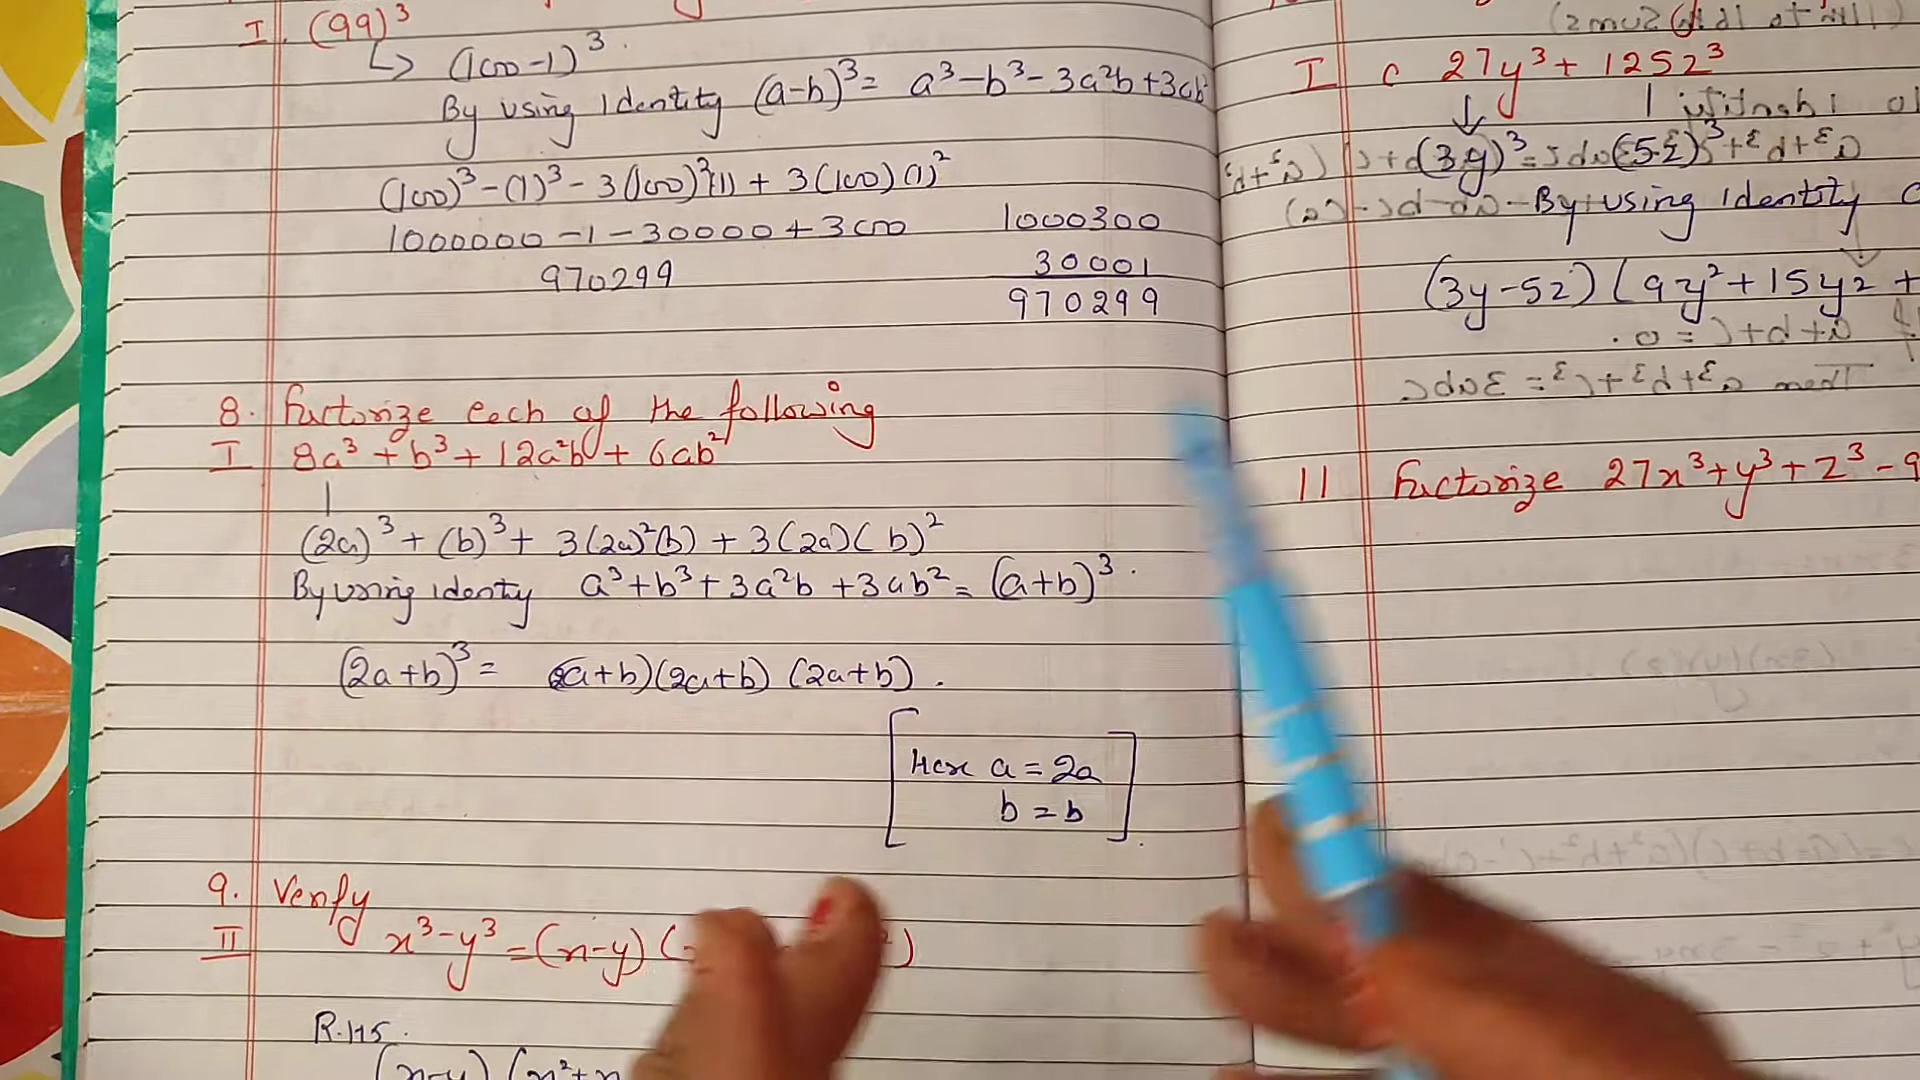 I. (99)³
↳ (100-1)³.
By using Identity (a-b)³= a³-b³-3a²b+3ab²
(100)³-(1)³-3(100)²(1)+3(100)(1)²
1000000-1-30000+300
970299
1000300
30001
970299
8. Factorize each of the following
I 8a³+b³+12a²b+6ab²
(2a)³+(b)³+ 3(2a)²(b)+3(2a)(b)²
By using identy a³+b³+3a²b+3ab²= (a+b)³.
(2a+b)³= (2a+b)(2a+b)(2a+b).
Here a=2a
b=b
9. Verify
II x³-y³=(x-y)(
R.H.S.
(x-y)(x²+x
I 27y³+125z³
↓
(3y)³ (5z)³
By using Identity
(3y-5z)(9y²+15yz+
11 Factorize 27x³+y³+z³-9